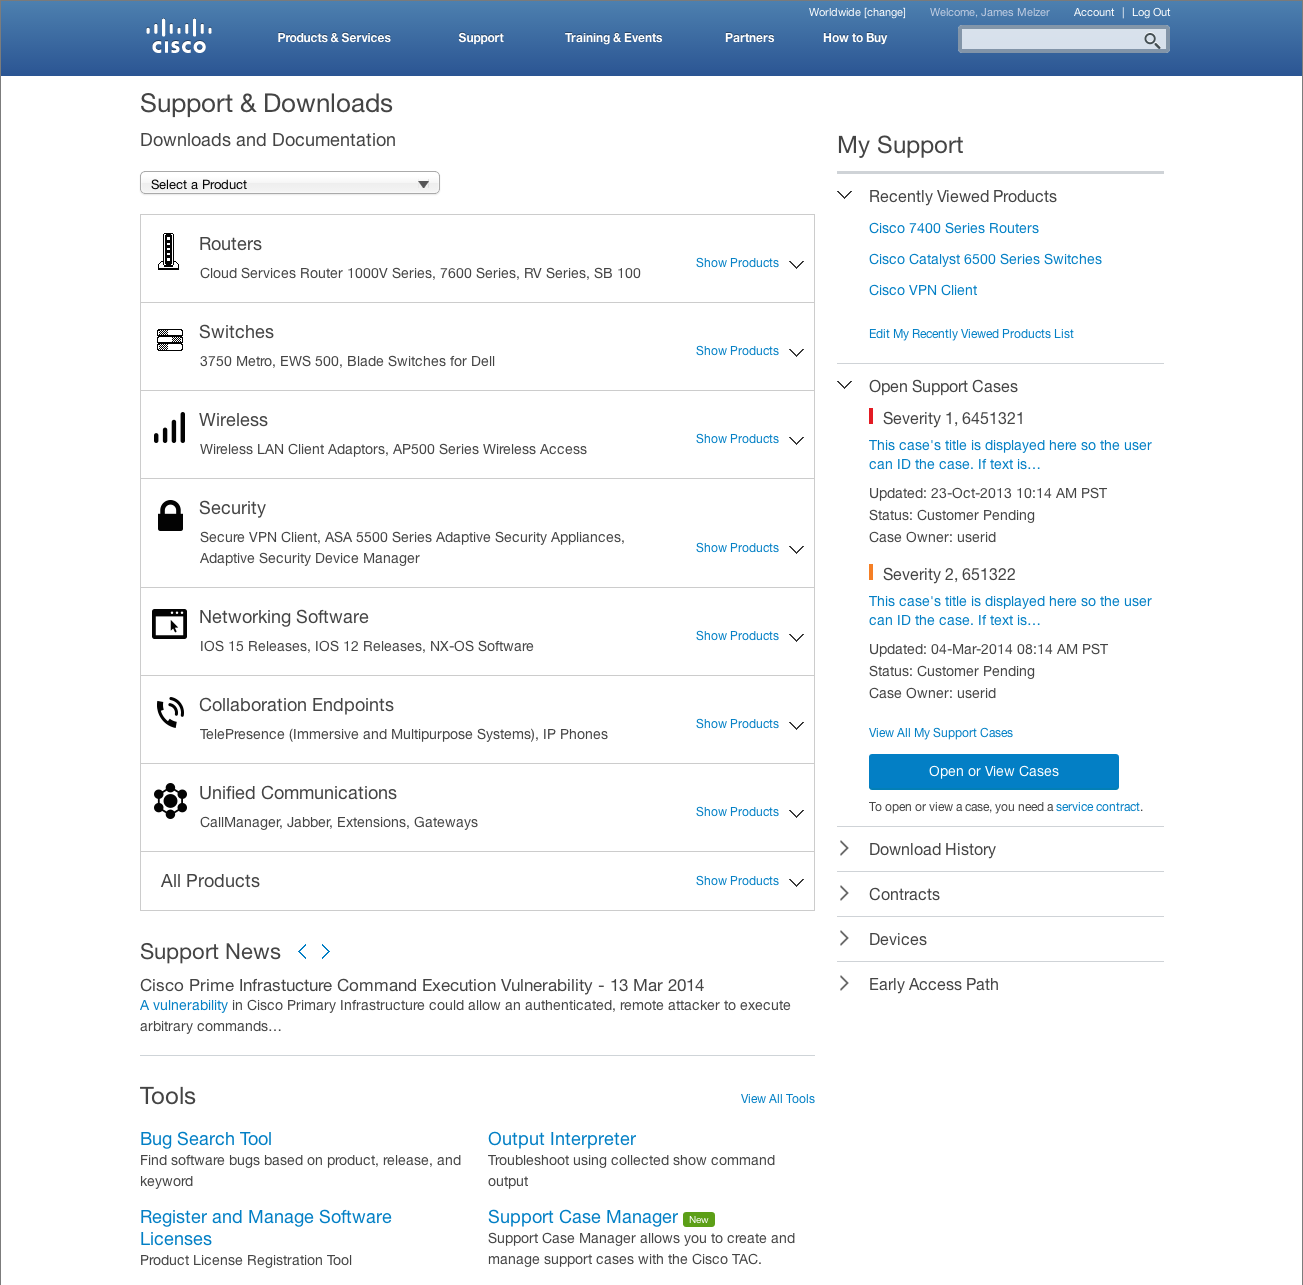 Worldwide [change] Welcome, James Melzer Account | Log Out
CISCO
Products & Services Support Training & Events Partners How to Buy
Support & Downloads
Downloads and Documentation
Select a Product
Routers
Cloud Services Router 1000V Series, 7600 Series, RV Series, SB 100
Show Products
Switches
3750 Metro, EWS 500, Blade Switches for Dell
Show Products
Wireless
Wireless LAN Client Adaptors, AP500 Series Wireless Access
Show Products
Security
Secure VPN Client, ASA 5500 Series Adaptive Security Appliances,
Adaptive Security Device Manager
Show Products
Networking Software
IOS 15 Releases, IOS 12 Releases, NX-OS Software
Show Products
Collaboration Endpoints
TelePresence (Immersive and Multipurpose Systems), IP Phones
Show Products
Unified Communications
CallManager, Jabber, Extensions, Gateways
Show Products
All Products
Show Products
Support News
Cisco Prime Infrastucture Command Execution Vulnerability - 13 Mar 2014
A vulnerability in Cisco Primary Infrastructure could allow an authenticated, remote attacker to execute
arbitrary commands…
Tools
View All Tools
Bug Search Tool
Find software bugs based on product, release, and
keyword
Output Interpreter
Troubleshoot using collected show command
output
Register and Manage Software
Licenses
Product License Registration Tool
Support Case Manager New
Support Case Manager allows you to create and
manage support cases with the Cisco TAC.
My Support
Recently Viewed Products
Cisco 7400 Series Routers
Cisco Catalyst 6500 Series Switches
Cisco VPN Client
Edit My Recently Viewed Products List
Open Support Cases
Severity 1, 6451321
This case's title is displayed here so the user
can ID the case. If text is…
Updated: 23-Oct-2013 10:14 AM PST
Status: Customer Pending
Case Owner: userid
Severity 2, 651322
This case's title is displayed here so the user
can ID the case. If text is…
Updated: 04-Mar-2014 08:14 AM PST
Status: Customer Pending
Case Owner: userid
View All My Support Cases
Open or View Cases
To open or view a case, you need a service contract.
Download History
Contracts
Devices
Early Access Path